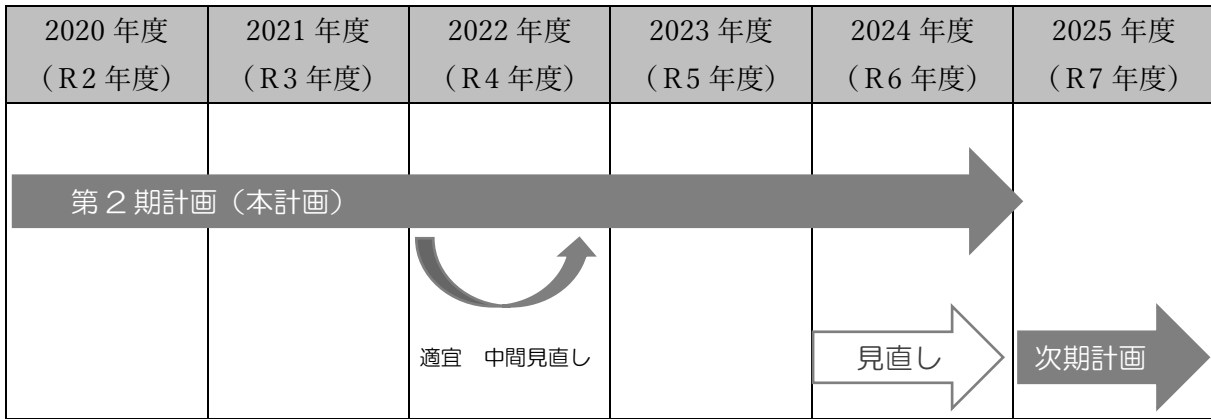 2020 年度
（R2 年度）
2021 年度
（R3 年度）
2022 年度
（R4 年度）
2023 年度
（R5 年度）
2024 年度
（R6 年度）
2025 年度
（R7 年度）
第2期計画（本計画）
適宜　中間見直し
見直し
次期計画